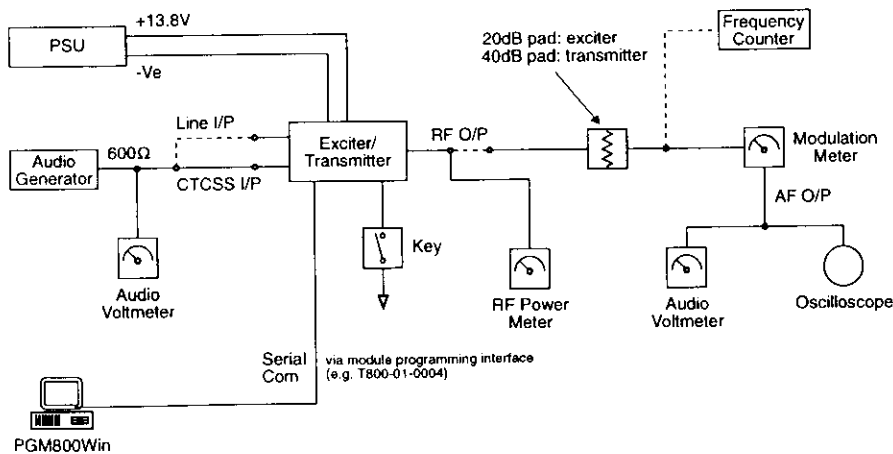 +13.8V
PSU
-Ve
20dB pad: exciter
40dB pad: transmitter
Frequency
Counter
Line I/P
Audio
Generator
600Ω
CTCSS I/P
Exciter/
Transmitter
RF O/P
Modulation
Meter
AF O/P
Key
Audio
Voltmeter
RF Power
Meter
Audio
Voltmeter
Oscilloscope
Serial
Com
via module programming interface
(e.g. T800-01-0004)
PGM800Win